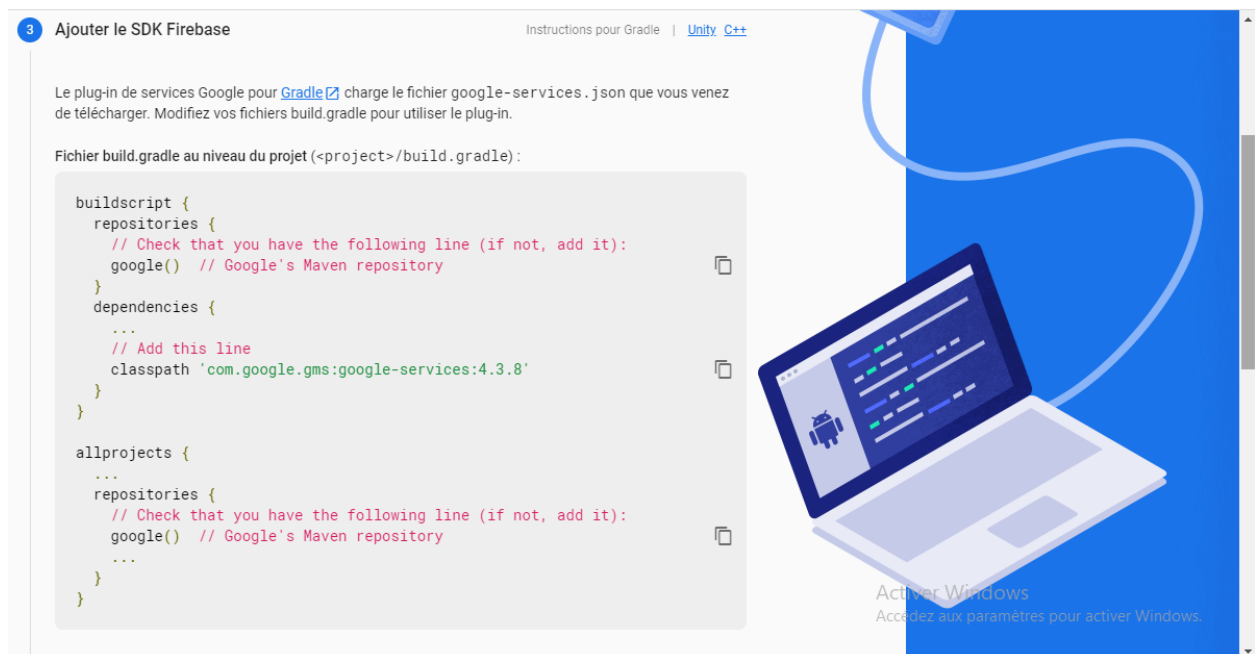 3 Ajouter le SDK Firebase
Instructions pour Gradle | Unity C++
Le plug-in de services Google pour Gradle charge le fichier google-services.json que vous venez
de télécharger. Modifiez vos fichiers build.gradle pour utiliser le plug-in.
Fichier build.gradle au niveau du projet (<project>/build.gradle) :
buildscript {
  repositories {
    // Check that you have the following line (if not, add it):
    google()  // Google's Maven repository
  }
  dependencies {
    ...
    // Add this line
    classpath 'com.google.gms:google-services:4.3.8'
  }
}

allprojects {
  ...
  repositories {
    // Check that you have the following line (if not, add it):
    google()  // Google's Maven repository
    ...
  }
}
Activer Windows
Accédez aux paramètres pour activer Windows.